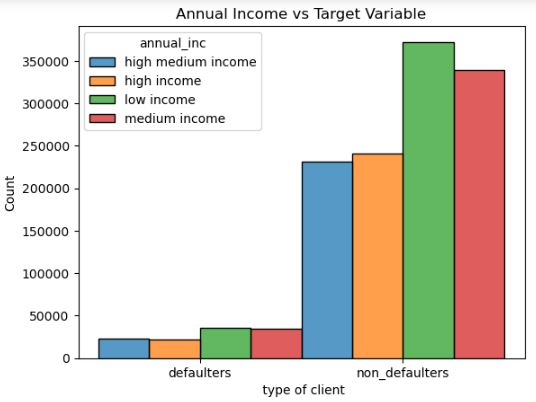 Annual Income vs Target Variable
annual_inc
high medium income
high income
low income
medium income
350000
300000
250000
200000
150000
100000
50000
0
Count
defaulters
non_defaulters
type of client